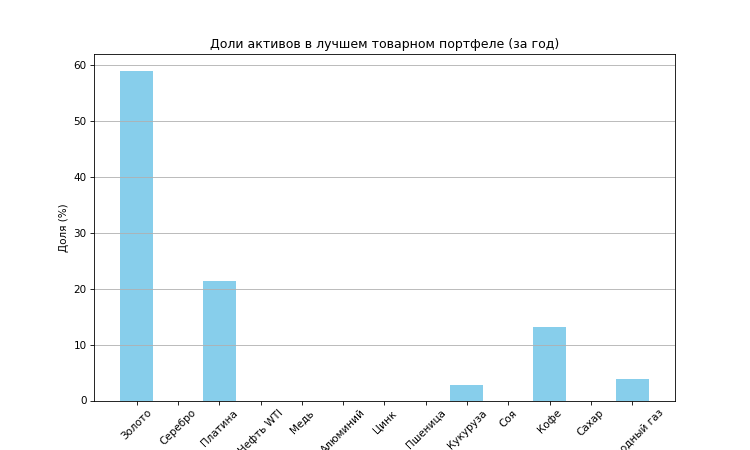 Доли активов в лучшем товарном портфеле (за год)
Доля (%)
60
50
40
30
20
10
0
Золото
Серебро
Платина
Нефть WTI
Медь
Алюминий
Цинк
Пшеница
Кукуруза
Соя
Кофе
Сахар
газ